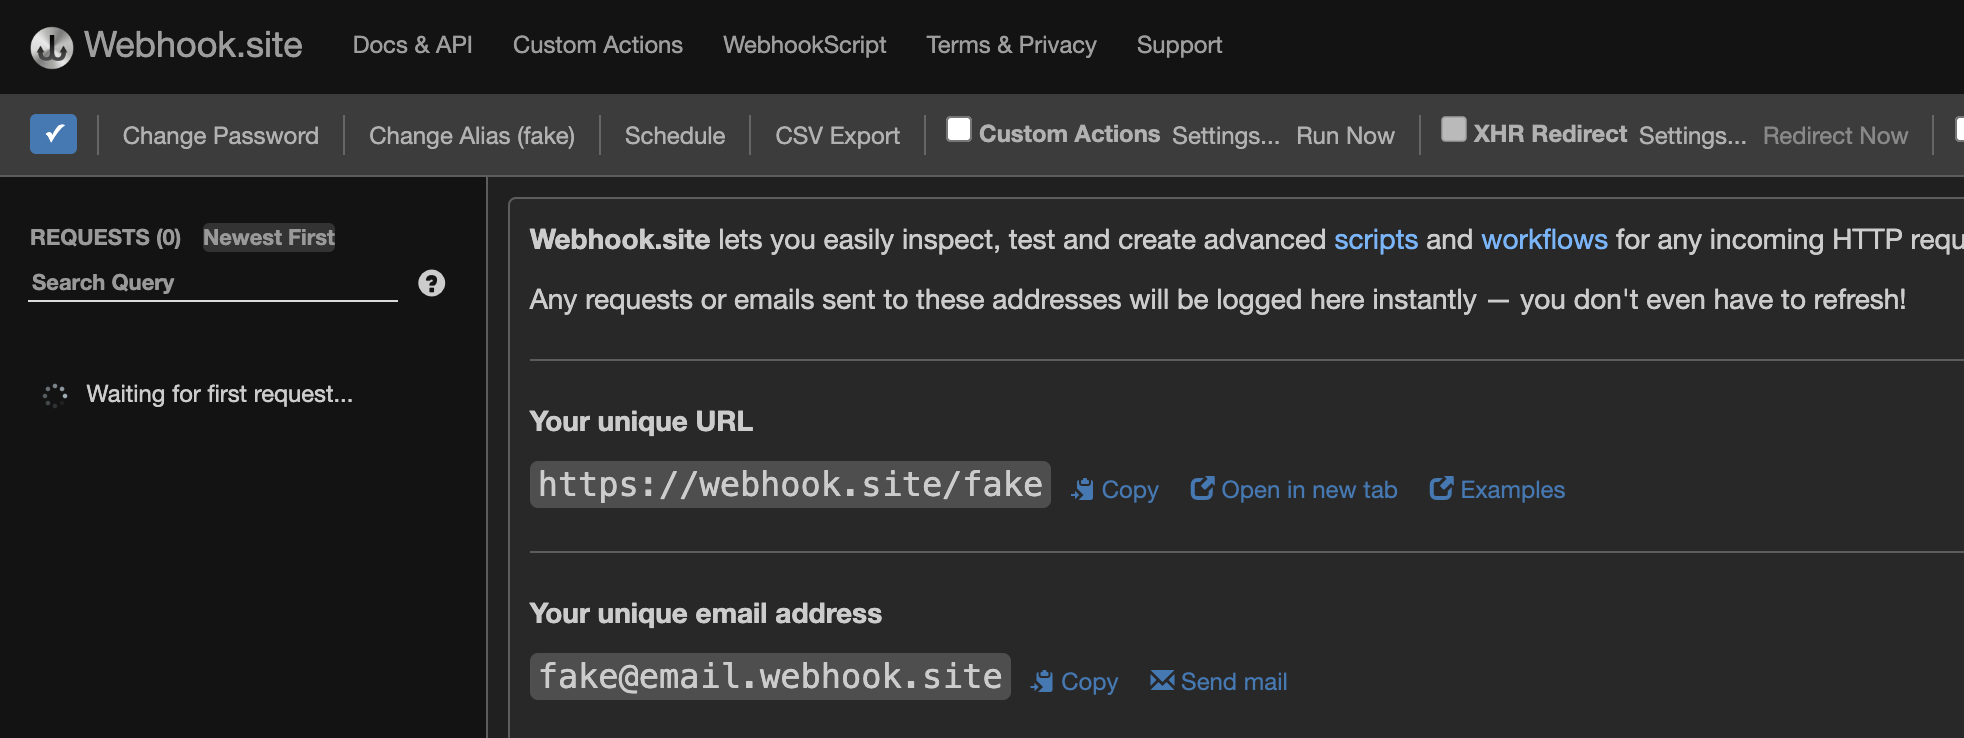 Webhook.site Docs & API Custom Actions WebhookScript Terms & Privacy Support
Change Password Change Alias (fake) Schedule CSV Export Custom Actions Settings... Run Now XHR Redirect Settings... Redirect Now
REQUESTS (0) Newest First
Search Query
Waiting for first request...
Webhook.site lets you easily inspect, test and create advanced scripts and workflows for any incoming HTTP requ
Any requests or emails sent to these addresses will be logged here instantly — you don't even have to refresh!
Your unique URL
https://webhook.site/fake Copy Open in new tab Examples
Your unique email address
fake@email.webhook.site Copy Send mail